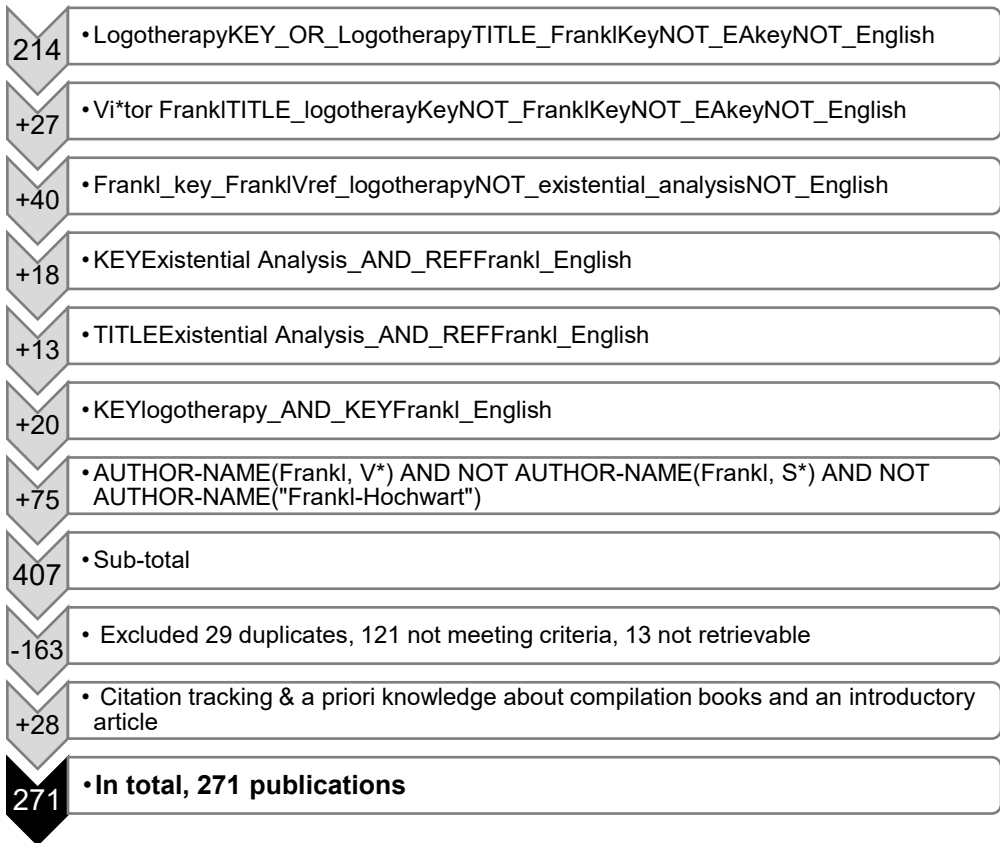 214 •LogotherapyKEY_OR_LogotherapyTITLE_FranklKeyNOT_EAkeyNOT_English
+27 •Vi*tor FranklTITLE_logotherayKeyNOT_FranklKeyNOT_EAkeyNOT_English
+40 •Frankl_key_FranklVref_logotherapyNOT_existential_analysisNOT_English
+18 •KEYExistential Analysis_AND_REFFrankl_English
+13 •TITLEExistential Analysis_AND_REFFrankl_English
+20 •KEYlogotherapy_AND_KEYFrankl_English
+75 •AUTHOR-NAME(Frankl, V*) AND NOT AUTHOR-NAME(Frankl, S*) AND NOT
AUTHOR-NAME("Frankl-Hochwart")
407 •Sub-total
-163 • Excluded 29 duplicates, 121 not meeting criteria, 13 not retrievable
+28 • Citation tracking & a priori knowledge about compilation books and an introductory
article
271 •In total, 271 publications